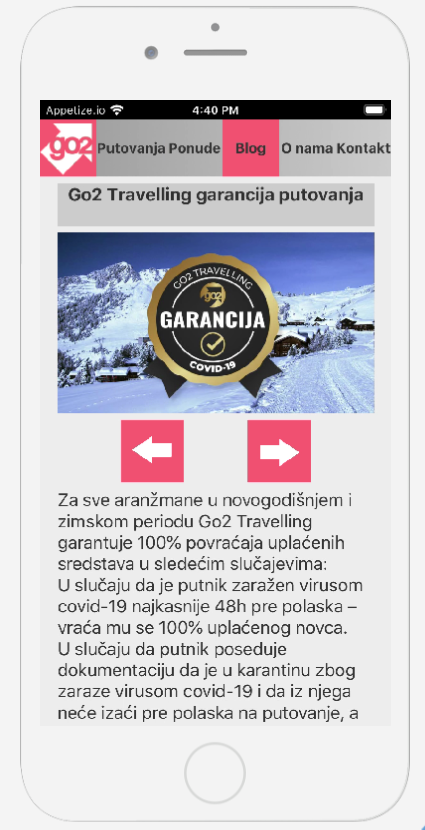 Appetize.io 4:40 PM
go2 Putovanja Ponude Blog O nama Kontakt
Go2 Travelling garancija putovanja
GO2 TRAVELLING
go2
GARANCIJA
COVID-19
Za sve aranžmane u novogodišnjem i
zimskom periodu Go2 Travelling
garantuje 100% povraćaja uplaćenih
sredstava u sledećim slučajevima:
U slučaju da je putnik zaražen virusom
covid-19 najkasnije 48h pre polaska –
vraća mu se 100% uplaćenog novca.
U slučaju da putnik poseduje
dokumentaciju da je u karantinu zbog
zaraze virusom covid-19 i da iz njega
neće izaći pre polaska na putovanje, a